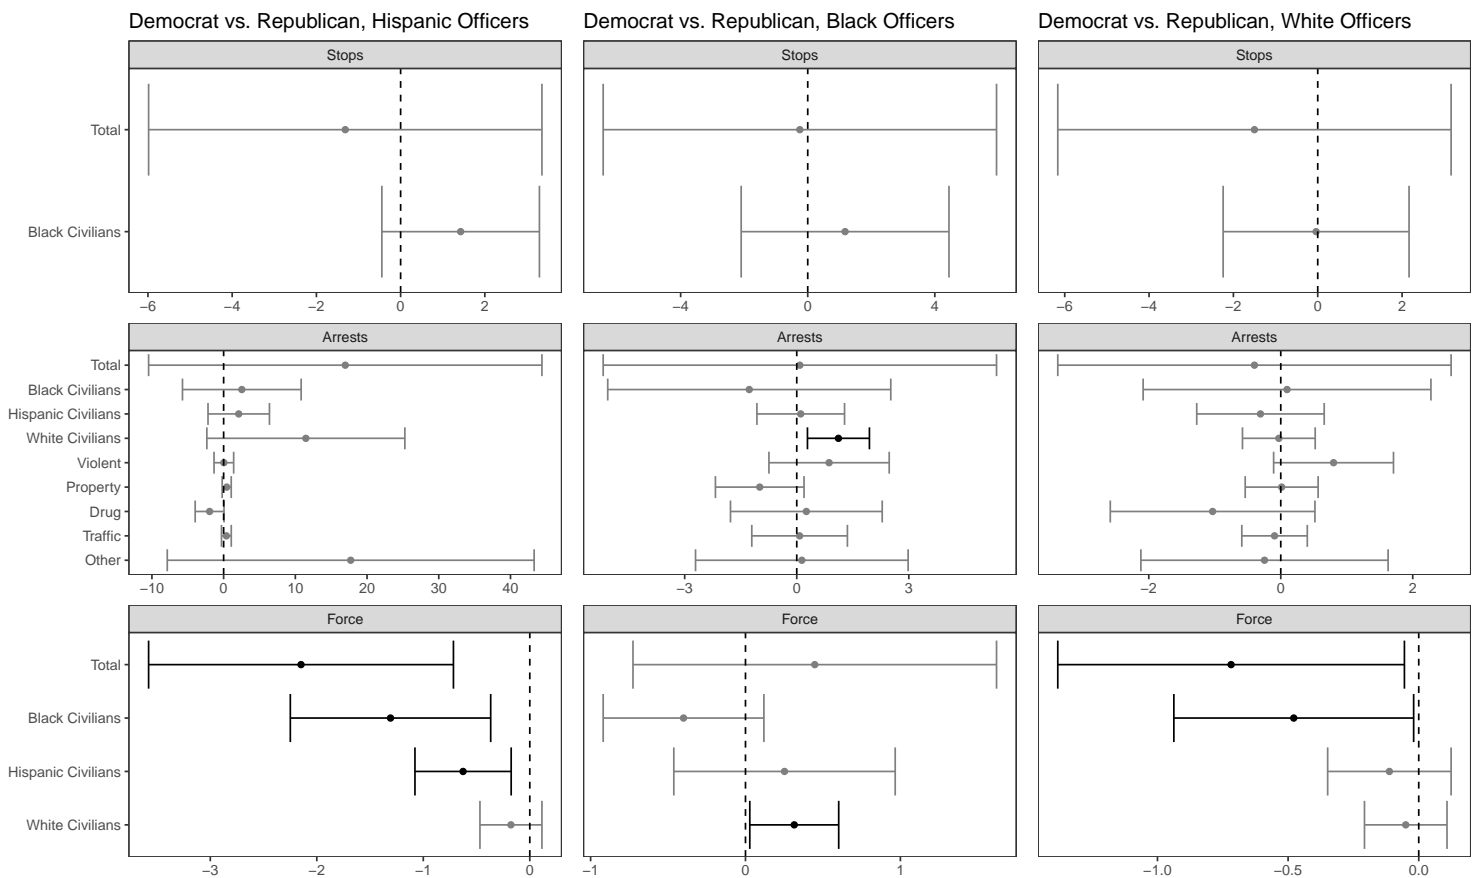 Democrat vs. Republican, Hispanic Officers
Democrat vs. Republican, Black Officers
Democrat vs. Republican, White Officers
Stops
Stops
Stops
Total
Black Civilians
−6 −4 −2 0 2
−4 0 4
−6 −4 −2 0 2
Arrests
Arrests
Arrests
Total
Black Civilians
Hispanic Civilians
White Civilians
Violent
Property
Drug
Traffic
Other
−10 0 10 20 30 40
−3 0 3
−2 0 2
Force
Force
Force
Total
Black Civilians
Hispanic Civilians
White Civilians
−3 −2 −1 0
−1 0 1
−1.0 −0.5 0.0